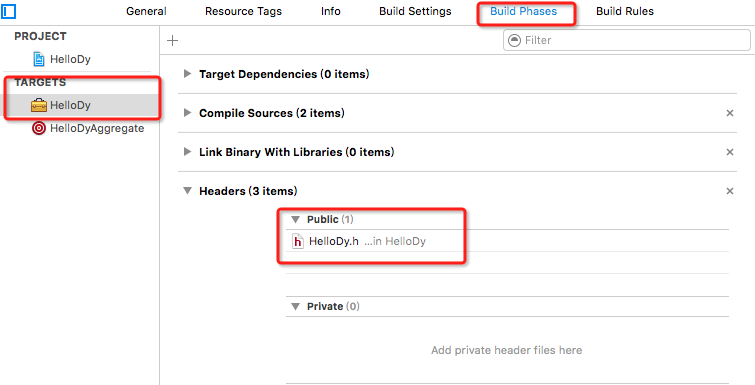 General Resource Tags Info Build Settings Build Phases Build Rules
PROJECT
HelloDy
TARGETS
HelloDy
HelloDyAggregate
+
Filter
Target Dependencies (0 items)
Compile Sources (2 items)
Link Binary With Libraries (0 items)
Headers (3 items)
Public (1)
h HelloDy.h ...in HelloDy
Private (0)
Add private header files here